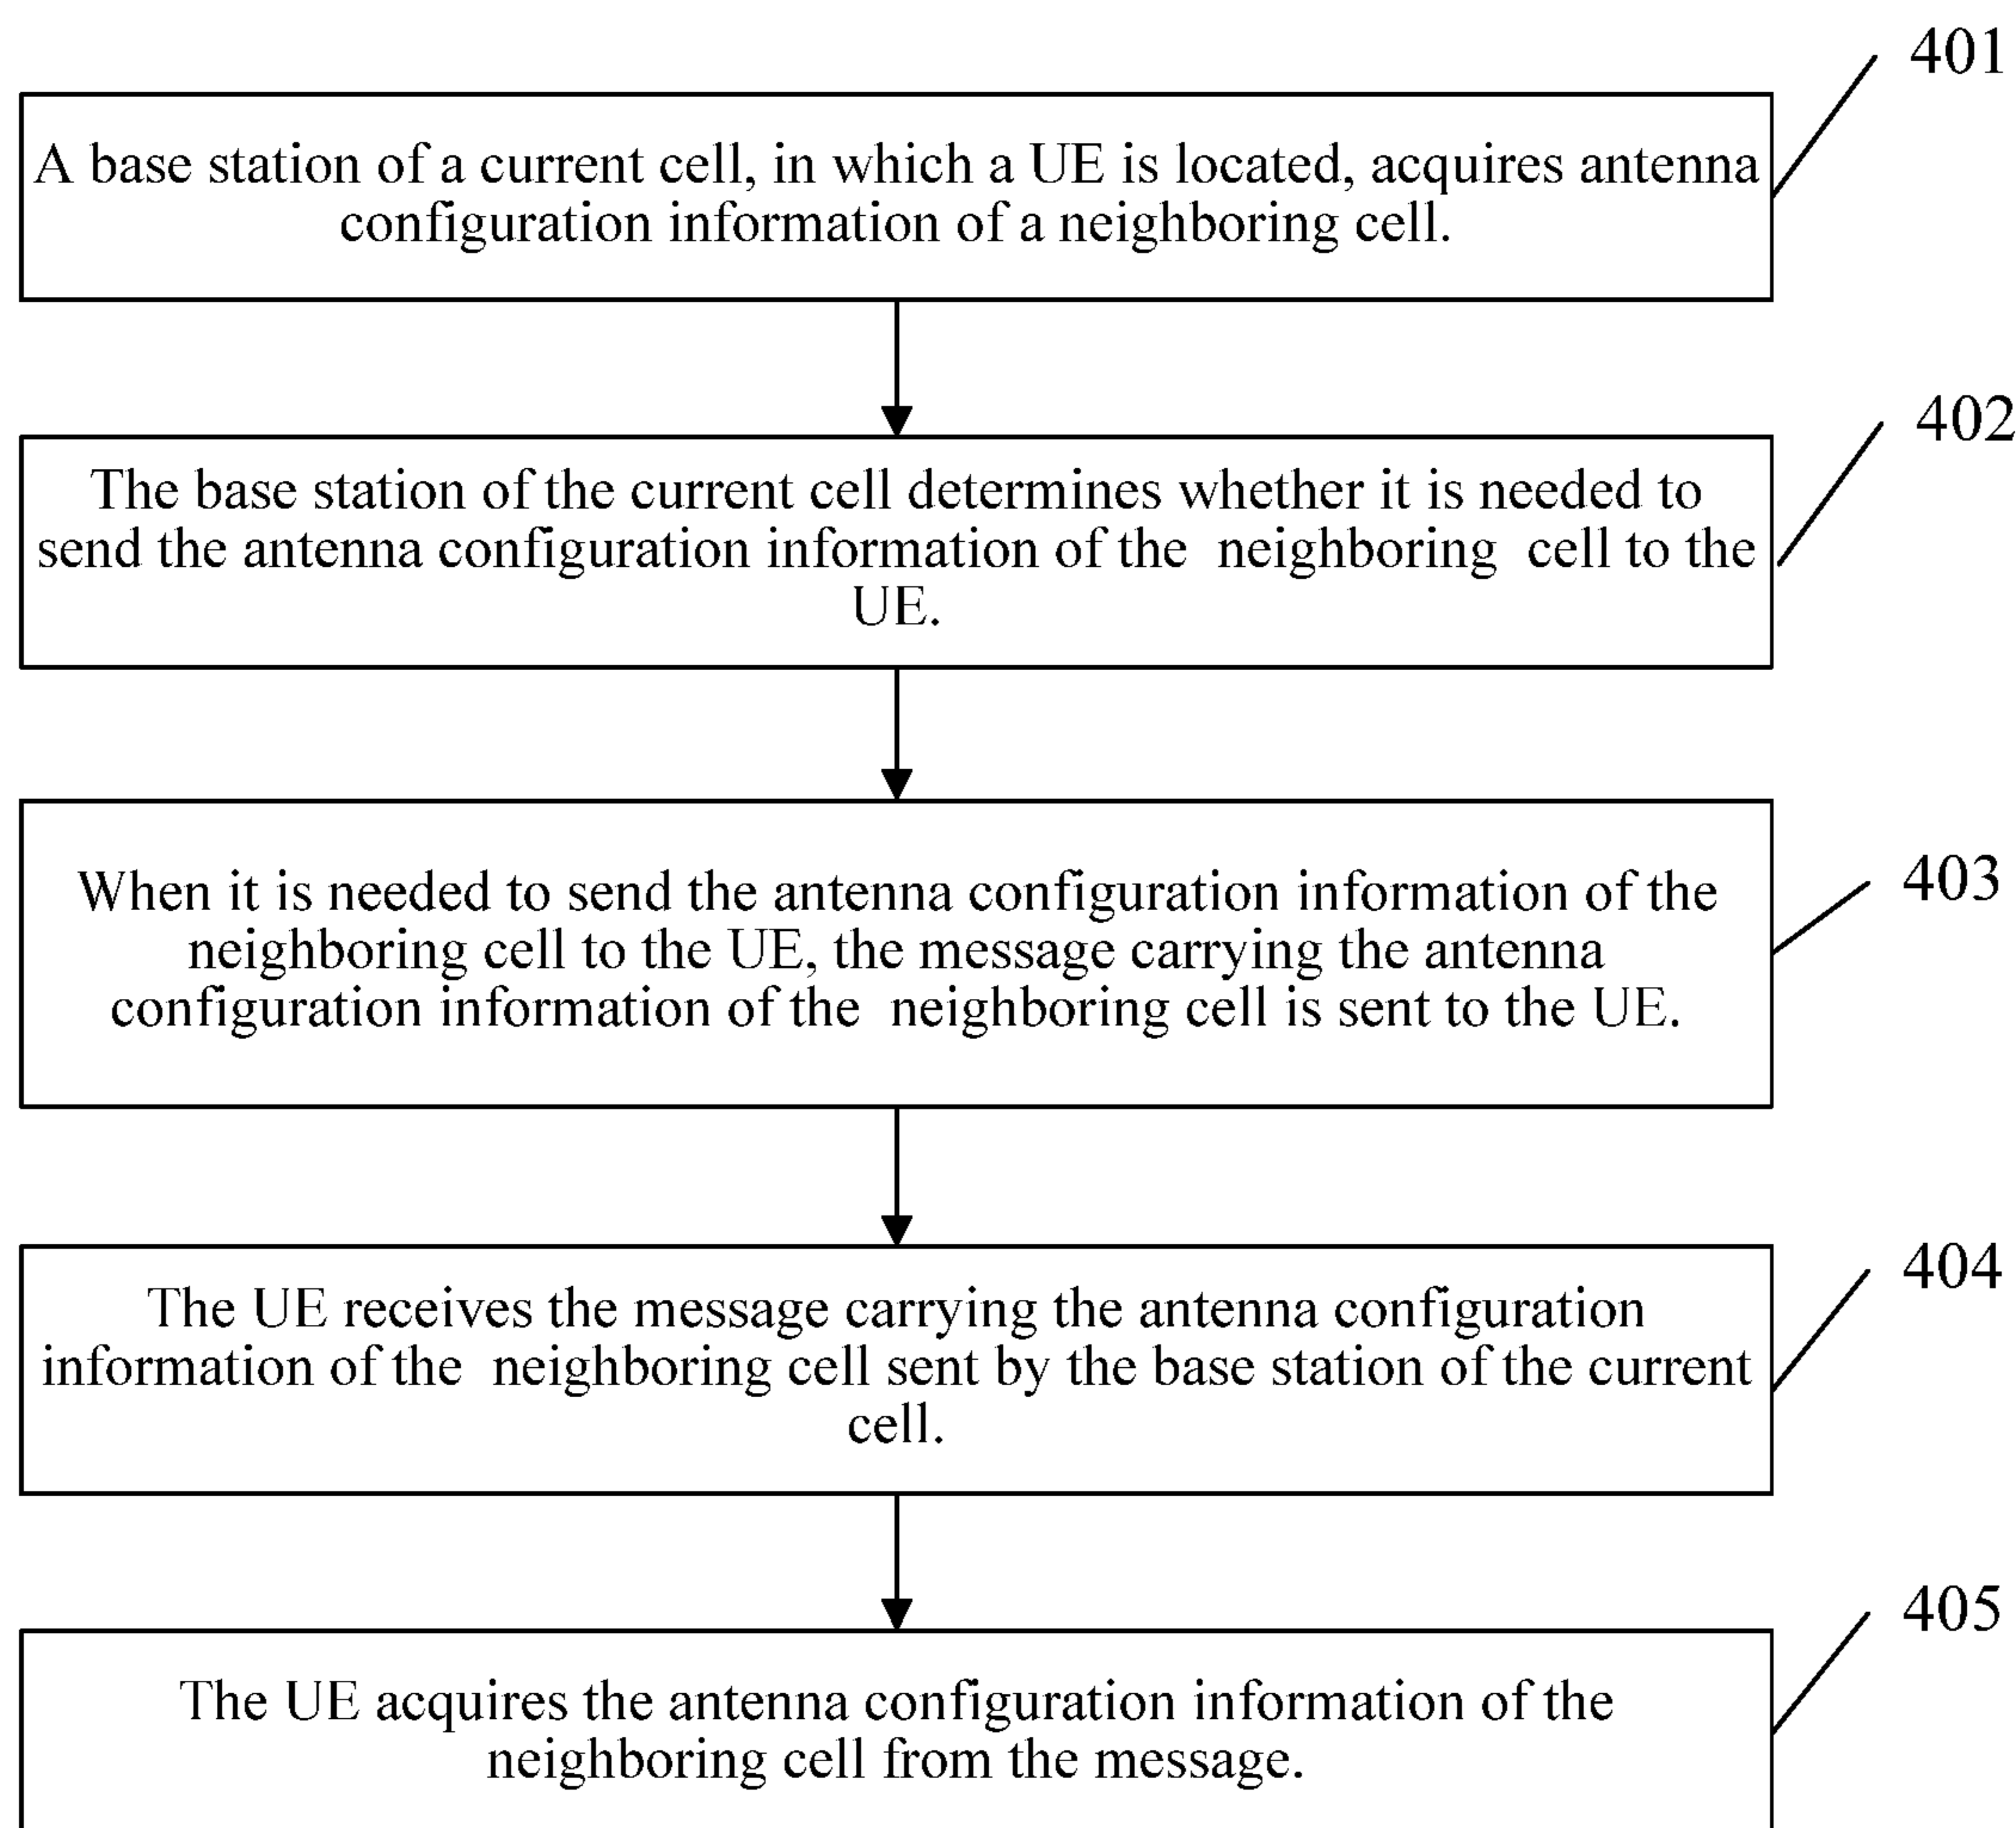 401
A base station of a current cell, in which a UE is located, acquires antenna
configuration information of a neighboring cell.
402
The base station of the current cell determines whether it is needed to
send the antenna configuration information of the neighboring cell to the
UE.
403
When it is needed to send the antenna configuration information of the
neighboring cell to the UE, the message carrying the antenna
configuration information of the neighboring cell is sent to the UE.
404
The UE receives the message carrying the antenna configuration
information of the neighboring cell sent by the base station of the current
cell.
405
The UE acquires the antenna configuration information of the
neighboring cell from the message.